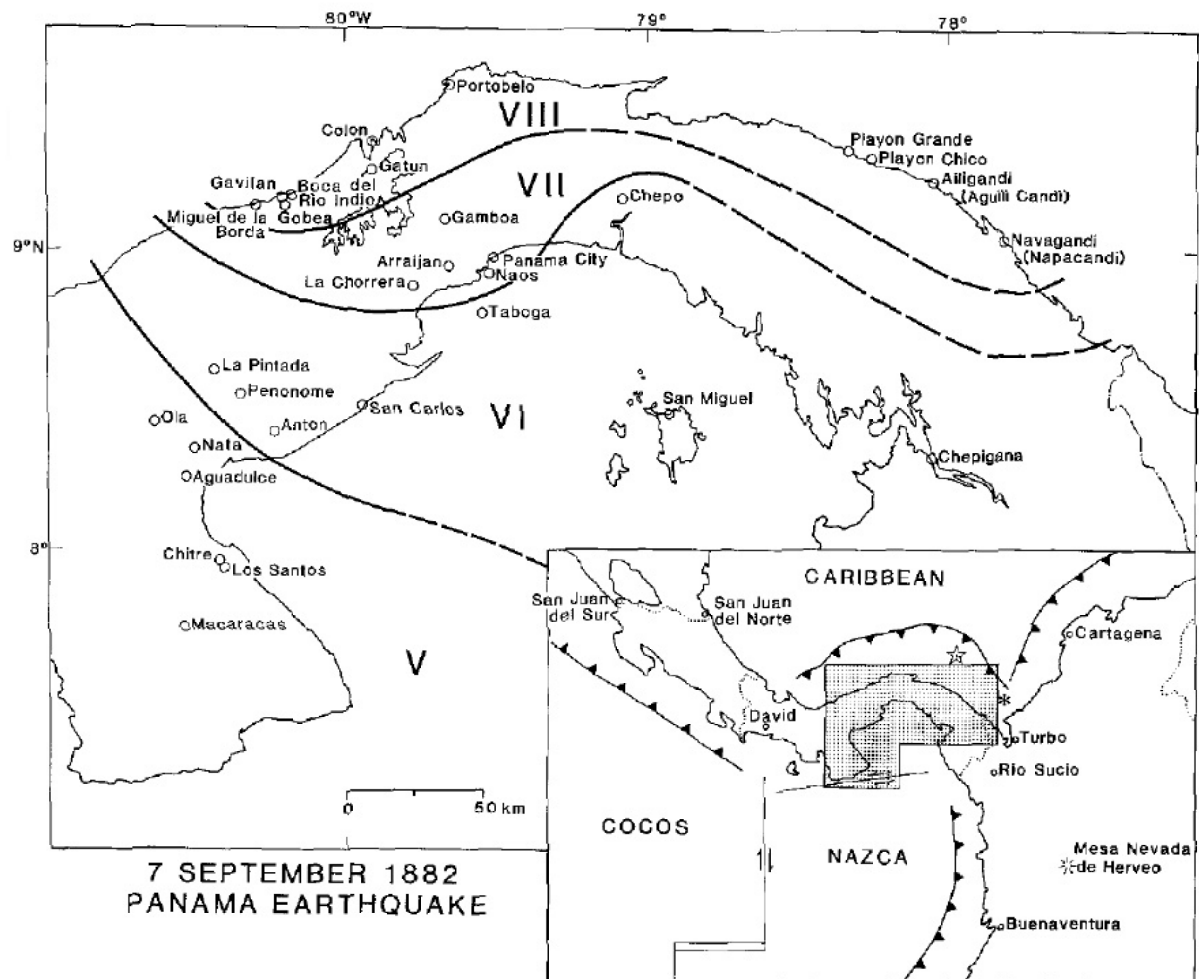 80°W
79°
78°
Portobelo
VIII
Colon
Playon Grande
Gatun
Playon Chico
VII
Gavilan
Boca del
Rio Indio
Ailigandi
(Aguili Candi)
Chepo
Miguel de la
Borda
Gobea
Gamboa
9°N
Navagandi
(Napacandi)
Arraijan
Panama City
Naos
La Chorrera
Taboga
La Pintada
Penonome
San Carlos
San Miguel
Ola
VI
Anton
Nata
Chepigana
Aguadulce
8°
Chitre
Los Santos
Macaracas
V
0
50 km
7 SEPTEMBER 1882
PANAMA EARTHQUAKE
CARIBBEAN
San Juan
del Sur
San Juan
del Norte
Cartagena
David
Turbo
Rio Sucio
COCOS
NAZCA
Mesa Nevada
de Herveo
Buenaventura